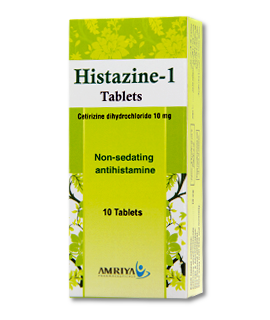 Histazine-1
Tablets
Cetirizine dihydrochloride 10 mg
Non-sedating
antihistamine
10 Tablets
AMRIYA